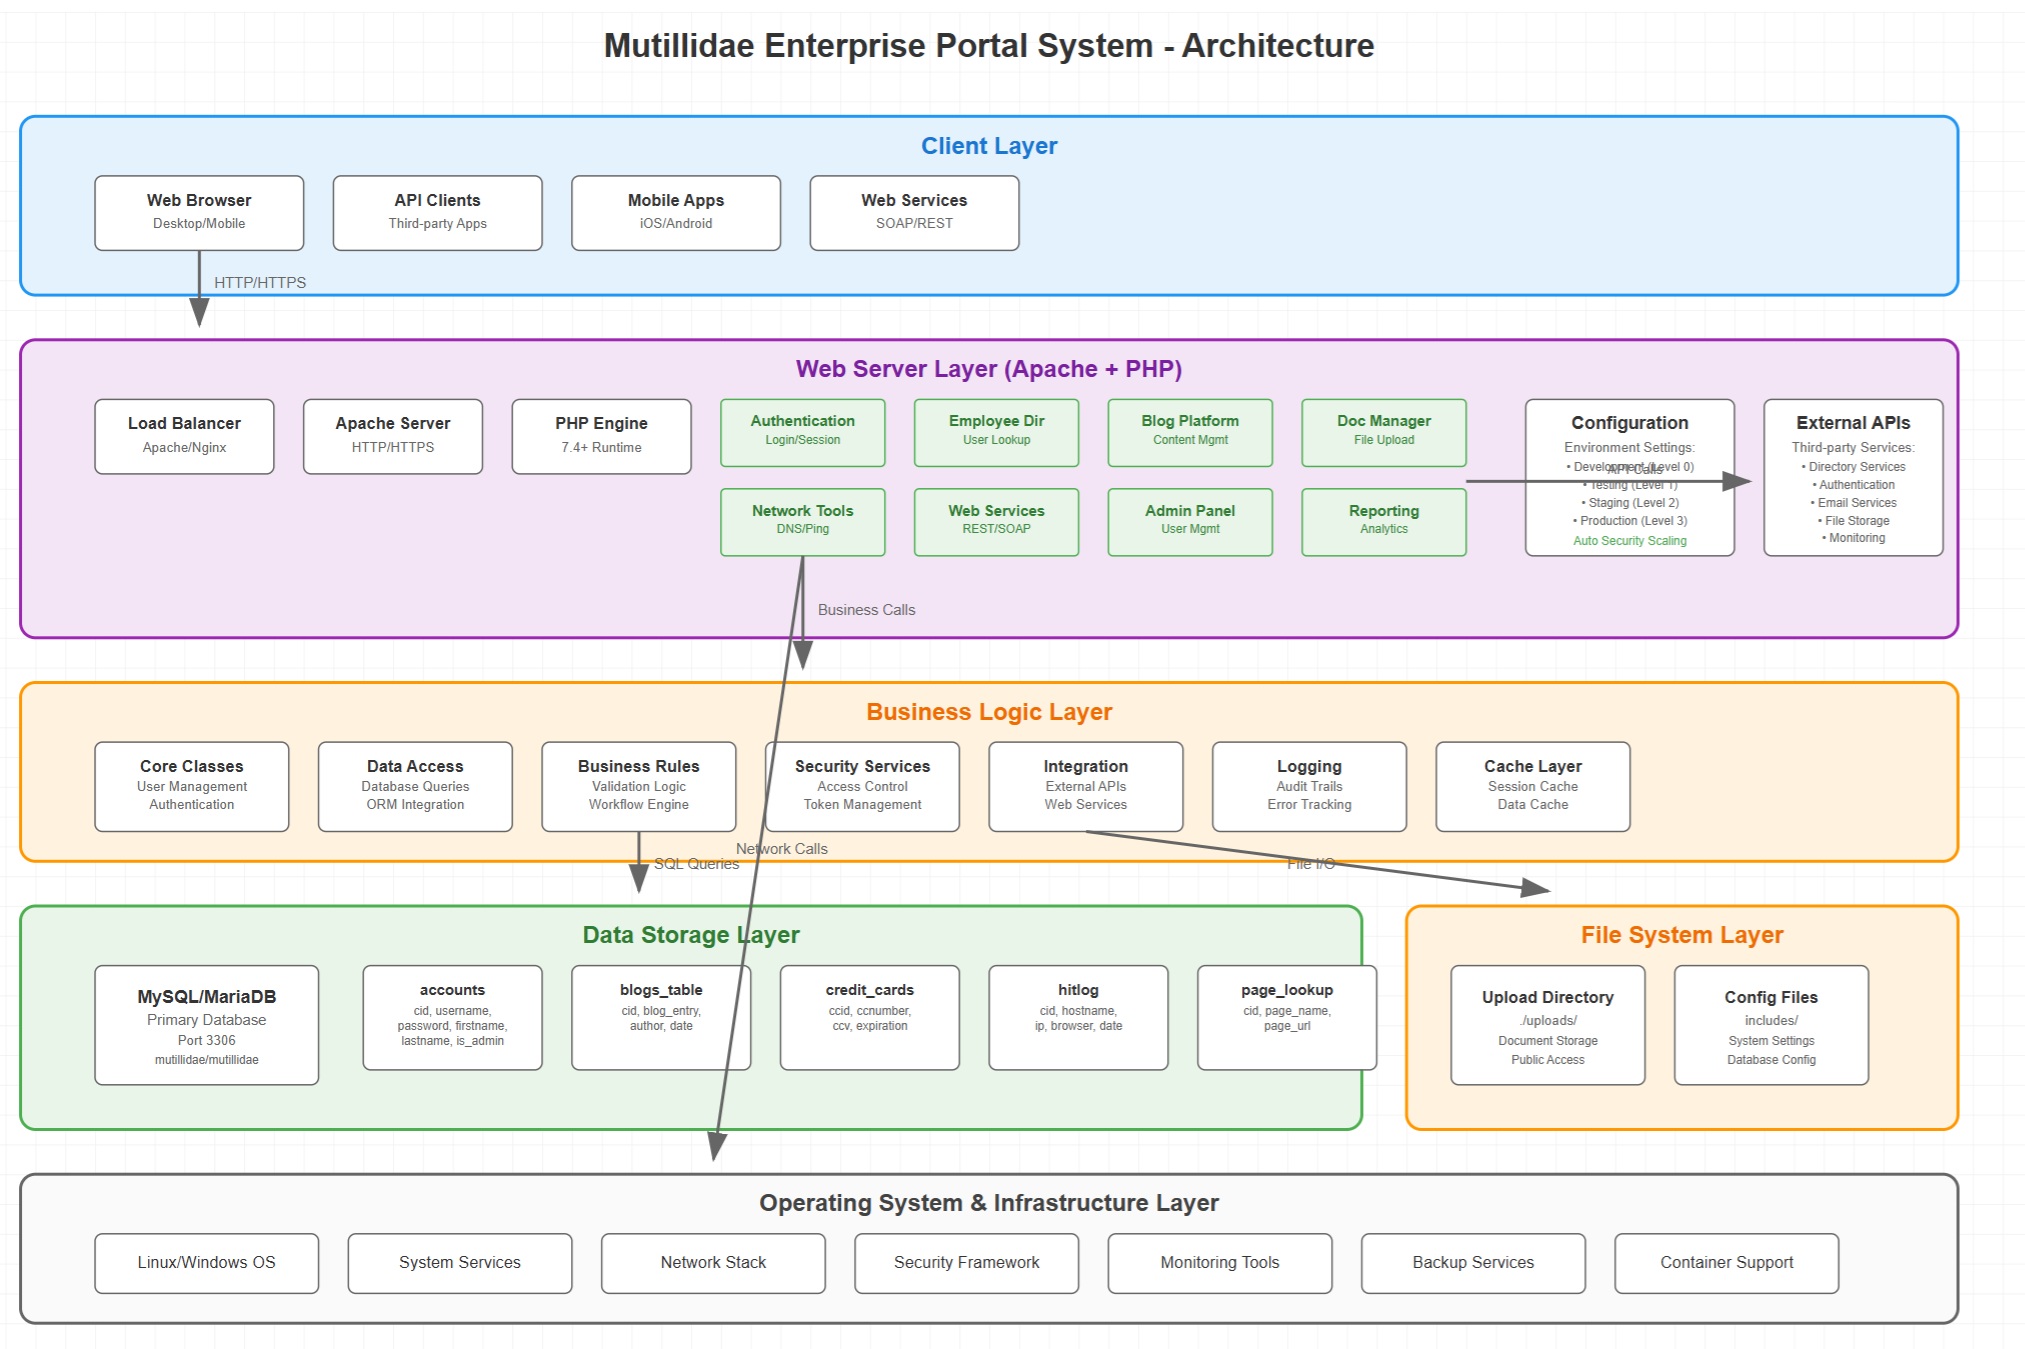 Mutillidae Enterprise Portal System - Architecture
Client Layer
Web Browser
Desktop/Mobile
API Clients
Third-party Apps
Mobile Apps
iOS/Android
Web Services
SOAP/REST
HTTP/HTTPS
Web Server Layer (Apache + PHP)
Load Balancer
Apache/Nginx
Apache Server
HTTP/HTTPS
PHP Engine
7.4+ Runtime
Authentication
Login/Session
Employee Dir
User Lookup
Blog Platform
Content Mgmt
Doc Manager
File Upload
Network Tools
DNS/Ping
Web Services
REST/SOAP
Admin Panel
User Mgmt
Reporting
Analytics
Configuration
Environment Settings:
• Development (Level 0)
• Testing (Level 1)
• Staging (Level 2)
• Production (Level 3)
Auto Security Scaling
API Calls
External APIs
Third-party Services:
• Directory Services
• Authentication
• Email Services
• File Storage
• Monitoring
Business Calls
Business Logic Layer
Core Classes
User Management
Authentication
Data Access
Database Queries
ORM Integration
Business Rules
Validation Logic
Workflow Engine
Security Services
Access Control
Token Management
Integration
External APIs
Web Services
Logging
Audit Trails
Error Tracking
Cache Layer
Session Cache
Data Cache
Network Calls
SQL Queries
File I/O
Data Storage Layer
MySQL/MariaDB
Primary Database
Port 3306
mutillidae/mutillidae
accounts
cid, username,
password, firstname,
lastname, is_admin
blogs_table
cid, blog_entry,
author, date
credit_cards
ccid, ccnumber,
ccv, expiration
hitlog
cid, hostname,
ip, browser, date
page_lookup
cid, page_name,
page_url
File System Layer
Upload Directory
./uploads/
Document Storage
Public Access
Config Files
includes/
System Settings
Database Config
Operating System & Infrastructure Layer
Linux/Windows OS
System Services
Network Stack
Security Framework
Monitoring Tools
Backup Services
Container Support